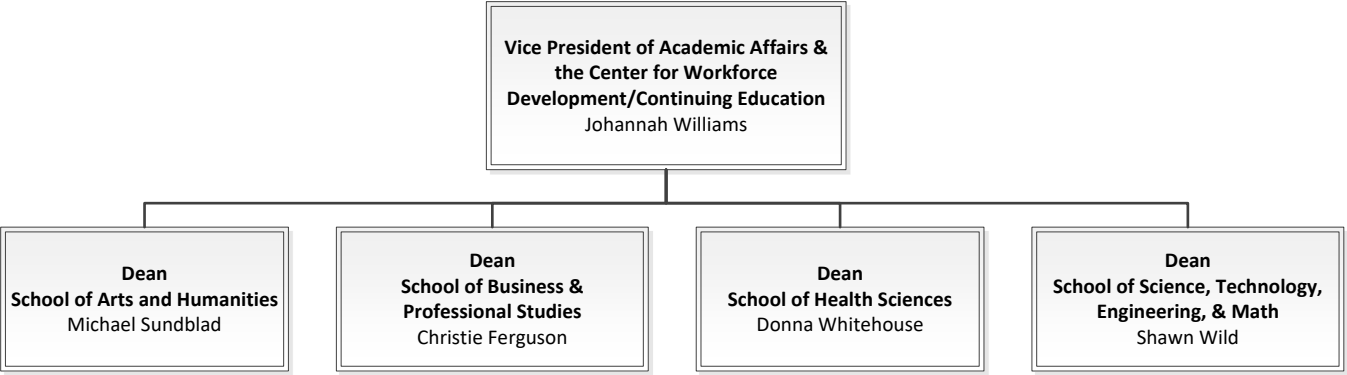 Vice President of Academic Affairs &
the Center for Workforce
Development/Continuing Education
Johannah Williams
Dean
School of Arts and Humanities
Michael Sundblad
Dean
School of Business &
Professional Studies
Christie Ferguson
Dean
School of Health Sciences
Donna Whitehouse
Dean
School of Science, Technology,
Engineering, & Math
Shawn Wild